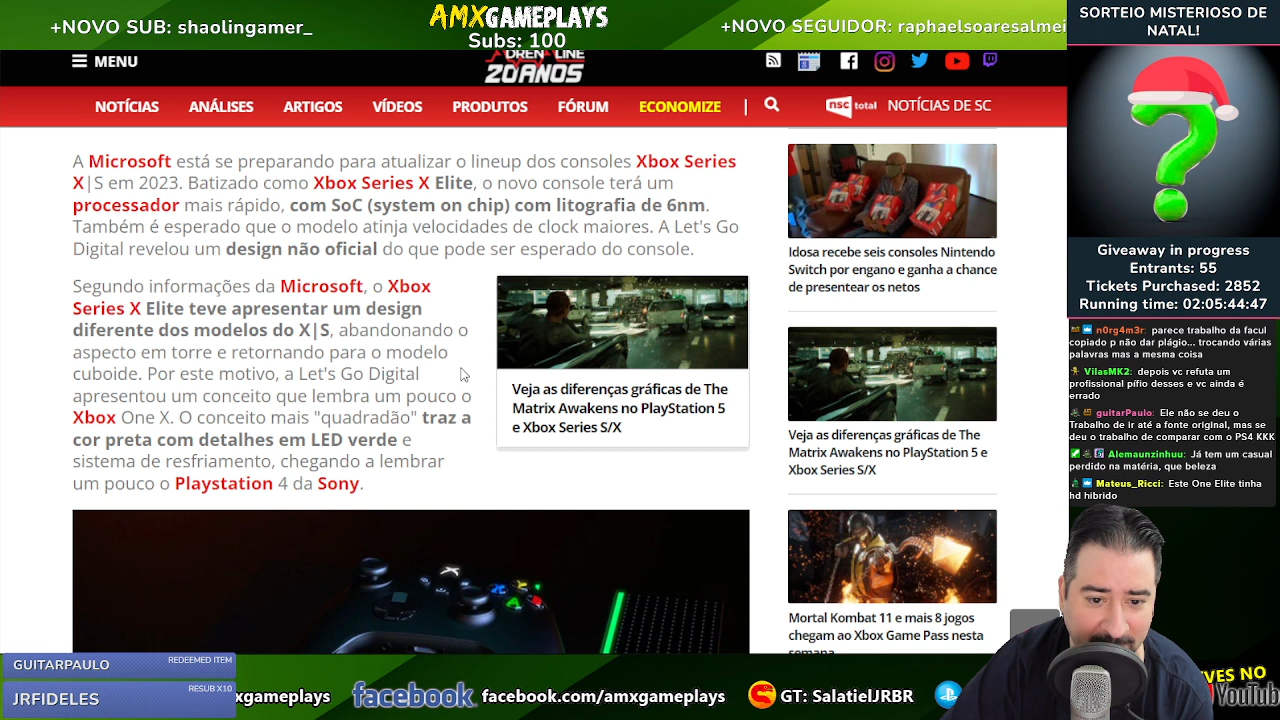 +NOVO SUB: shaolingamer_
AMXGAMEPLAYS
Subs: 100
+NOVO SEGUIDOR: raphaelsoaresalmei
MENU
ADRENALINE
20 ANOS
NOTÍCIAS
ANÁLISES
ARTIGOS
VÍDEOS
PRODUTOS
FÓRUM
ECONOMIZE
|
nsc total
NOTÍCIAS DE SC
A Microsoft está se preparando para atualizar o lineup dos consoles Xbox Series
X|S em 2023. Batizado como Xbox Series X Elite, o novo console terá um
processador mais rápido, com SoC (system on chip) com litografia de 6nm.
Também é esperado que o modelo atinja velocidades de clock maiores. A Let's Go
Digital revelou um design não oficial do que pode ser esperado do console.
Segundo informações da Microsoft, o Xbox
Series X Elite teve apresentar um design
diferente dos modelos do X|S, abandonando o
aspecto em torre e retornando para o modelo
cuboide. Por este motivo, a Let's Go Digital
apresentou um conceito que lembra um pouco o
Xbox One X. O conceito mais "quadradão" traz a
cor preta com detalhes em LED verde e
sistema de resfriamento, chegando a lembrar
um pouco o Playstation 4 da Sony.
Veja as diferenças gráficas de The
Matrix Awakens no PlayStation 5
e Xbox Series S/X
Idosa recebe seis consoles Nintendo
Switch por engano e ganha a chance
de presentear os netos
Veja as diferenças gráficas de The
Matrix Awakens no PlayStation 5 e
Xbox Series S/X
Mortal Kombat 11 e mais 8 jogos
chegam ao Xbox Game Pass nesta
semana
SORTEIO MISTERIOSO DE
NATAL!
Giveaway in progress
Entrants: 55
Tickets Purchased: 2852
Running time: 02:05:44:47
n0rg4m3r: parece trabalho da facul
copiado p não dar plágio... trocando várias
palavras mas a mesma coisa
VilasMK2: depois vc refuta um
profissional pífio desses e vc ainda é
errado
guitarPaulo: Ele não se deu o
Trabalho de ir até a fonte original, mas se
deu o trabalho de comparar com o PS4 KKK
Alemaunzinhuu: Já tem um casual
perdido na matéria, que beleza
Mateus_Ricci: Este One Elite tinha
hd hibrido
GUITARPAULO
REDEEMED ITEM
JRFIDELES
RESUB X10
xgameplays
facebook
facebook.com/amxgameplays
GT: SalatielJRBR
VES NO
YouTube